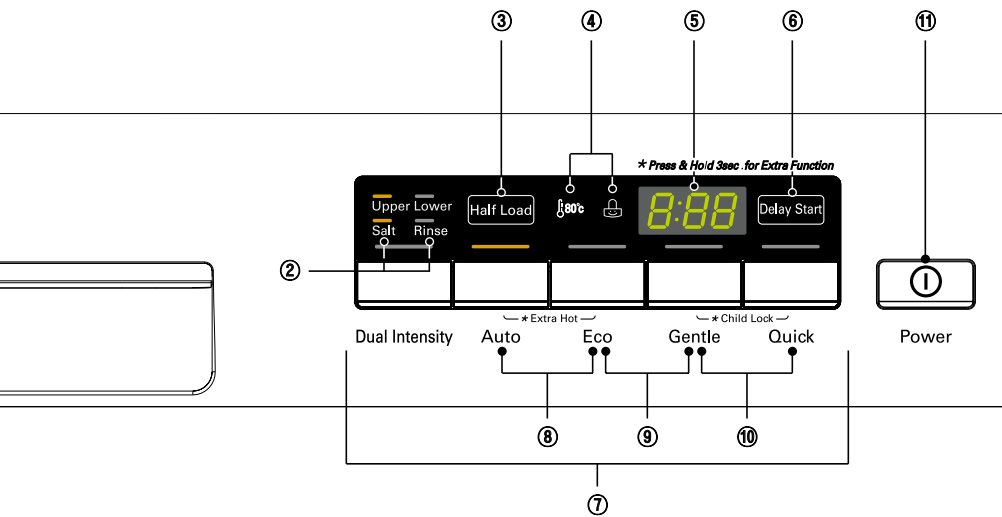 ③ ④ ⑤ ⑥ ⑪
* Press & Hold 3sec .for Extra Function
Upper Lower
Half Load
80°c
8:88
Delay Start
Salt Rinse
②
* Extra Hot
* Child Lock
Dual Intensity Auto Eco Gentle Quick Power
⑧ ⑨ ⑩
⑦